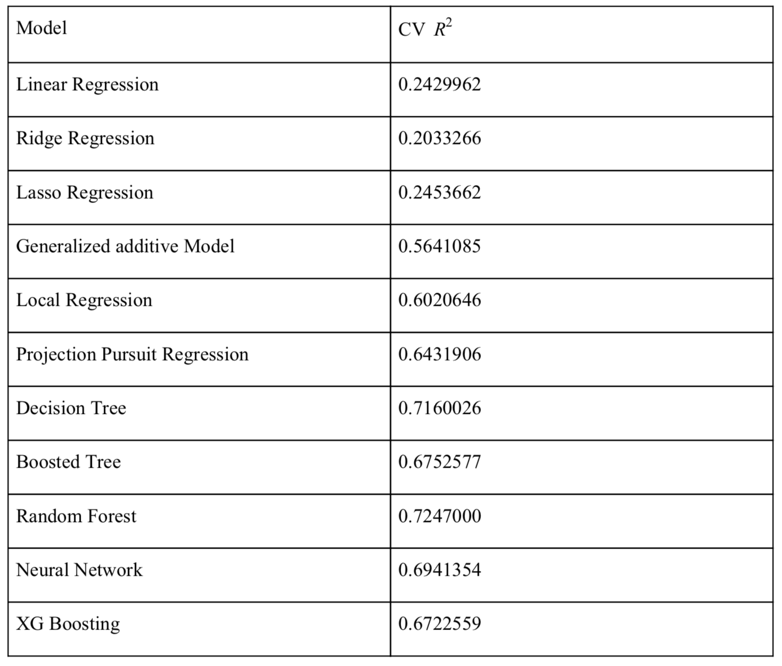 Model CV R²
Linear Regression 0.2429962
Ridge Regression 0.2033266
Lasso Regression 0.2453662
Generalized additive Model 0.5641085
Local Regression 0.6020646
Projection Pursuit Regression 0.6431906
Decision Tree 0.7160026
Boosted Tree 0.6752577
Random Forest 0.7247000
Neural Network 0.6941354
XG Boosting 0.6722559